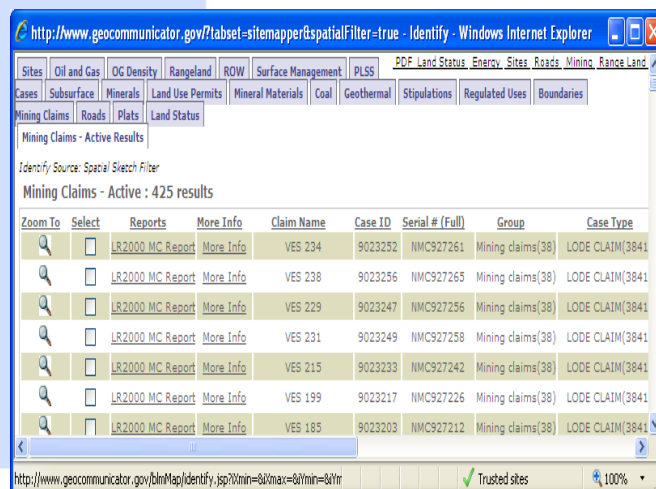 http://www.geocommunicator.gov/?tabset=sitemapper&spatialFilter=true - Identify - Windows Internet Explorer
PDF Land Status Energy Sites Roads Mining Range Land
Sites Oil and Gas OG Density Rangeland ROW Surface Management PLSS
Cases Subsurface Minerals Land Use Permits Mineral Materials Coal Geothermal Stipulations Regulated Uses Boundaries
Mining Claims Roads Plats Land Status
Mining Claims - Active Results
Identify Source: Spatial Sketch Filter
Mining Claims - Active : 425 results
Zoom To Select Reports More Info Claim Name Case ID Serial # (Full) Group Case Type
LR2000 MC Report More Info VES 234 9023252 NMC927261 Mining claims(38) LODE CLAIM(3841
LR2000 MC Report More Info VES 238 9023256 NMC927265 Mining claims(38) LODE CLAIM(3841
LR2000 MC Report More Info VES 229 9023247 NMC927256 Mining claims(38) LODE CLAIM(3841
LR2000 MC Report More Info VES 231 9023249 NMC927258 Mining claims(38) LODE CLAIM(3841
LR2000 MC Report More Info VES 215 9023233 NMC927242 Mining claims(38) LODE CLAIM(3841
LR2000 MC Report More Info VES 199 9023217 NMC927226 Mining claims(38) LODE CLAIM(3841
LR2000 MC Report More Info VES 185 9023203 NMC927212 Mining claims(38) LODE CLAIM(3841
http://www.geocommunicator.gov/blmMap/identify.jsp?Xmin=&Xmax=&Ymin=&Yr Trusted sites 100%